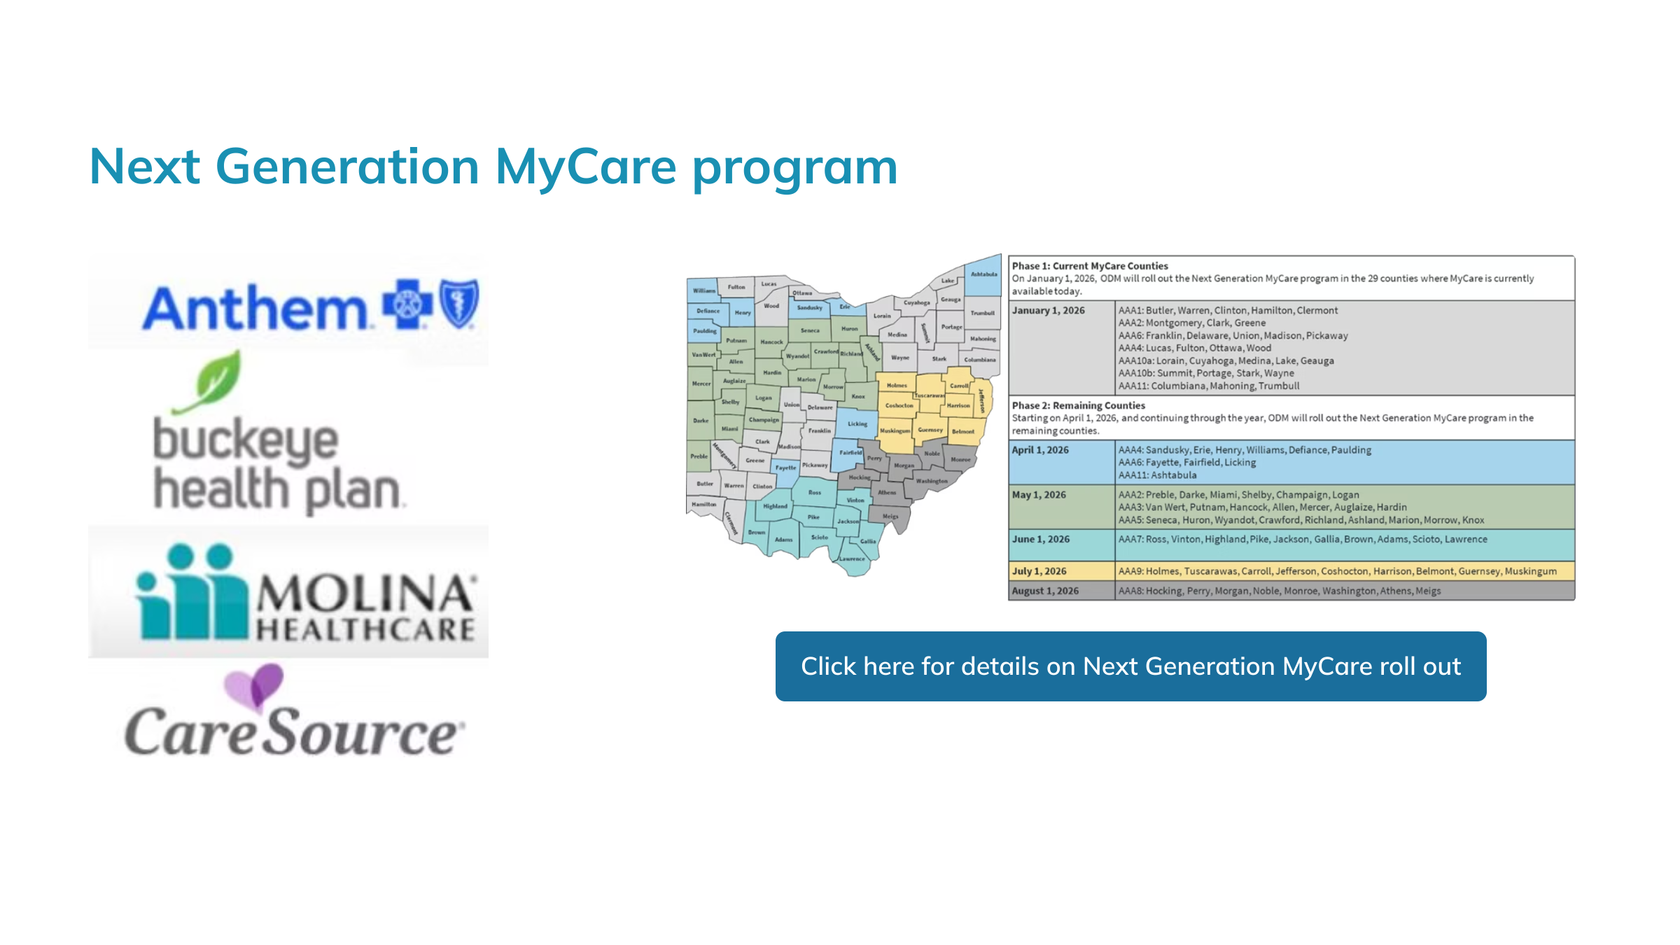 Next Generation MyCare program
Anthem.
buckeye
health plan.
MOLINA
HEALTHCARE
CareSource
Williams
Fulton
Lucas
Ottawa
Lake
Ashtabula
Defiance
Henry
Wood
Sandusky
Erie
Cuyahoga
Geauga
Lorain
Trumbull
Paulding
Putnam
Hancock
Seneca
Huron
Medina
Summit
Portage
Mahoning
Van Wert
Allen
Wyandot
Crawford
Richland
Ashland
Wayne
Stark
Columbiana
Mercer
Auglaize
Hardin
Marion
Morrow
Holmes
Carroll
Jefferson
Shelby
Logan
Union
Delaware
Knox
Coshocton
Tuscarawas
Harrison
Darke
Miami
Champaign
Franklin
Licking
Muskingum
Guernsey
Belmont
Preble
Montgomery
Clark
Madison
Greene
Fayette
Pickaway
Fairfield
Perry
Morgan
Noble
Monroe
Butler
Warren
Clinton
Ross
Hocking
Athens
Washington
Hamilton
Clermont
Highland
Pike
Vinton
Jackson
Meigs
Brown
Adams
Scioto
Gallia
Lawrence
Phase 1: Current MyCare Counties
On January 1, 2026, ODM will roll out the Next Generation MyCare program in the 29 counties where MyCare is currently
available today.
January 1, 2026
AAA1: Butler, Warren, Clinton, Hamilton, Clermont
AAA2: Montgomery, Clark, Greene
AAA6: Franklin, Delaware, Union, Madison, Pickaway
AAA4: Lucas, Fulton, Ottawa, Wood
AAA10a: Lorain, Cuyahoga, Medina, Lake, Geauga
AAA10b: Summit, Portage, Stark, Wayne
AAA11: Columbiana, Mahoning, Trumbull
Phase 2: Remaining Counties
Starting on April 1, 2026, and continuing through the year, ODM will roll out the Next Generation MyCare program in the
remaining counties.
April 1, 2026
AAA4: Sandusky, Erie, Henry, Williams, Defiance, Paulding
AAA6: Fayette, Fairfield, Licking
AAA11: Ashtabula
May 1, 2026
AAA2: Preble, Darke, Miami, Shelby, Champaign, Logan
AAA3: Van Wert, Putnam, Hancock, Allen, Mercer, Auglaize, Hardin
AAA5: Seneca, Huron, Wyandot, Crawford, Richland, Ashland, Marion, Morrow, Knox
June 1, 2026
AAA7: Ross, Vinton, Highland, Pike, Jackson, Gallia, Brown, Adams, Scioto, Lawrence
July 1, 2026
AAA9: Holmes, Tuscarawas, Carroll, Jefferson, Coshocton, Harrison, Belmont, Guernsey, Muskingum
August 1, 2026
AAA8: Hocking, Perry, Morgan, Noble, Monroe, Washington, Athens, Meigs
Click here for details on Next Generation MyCare roll out